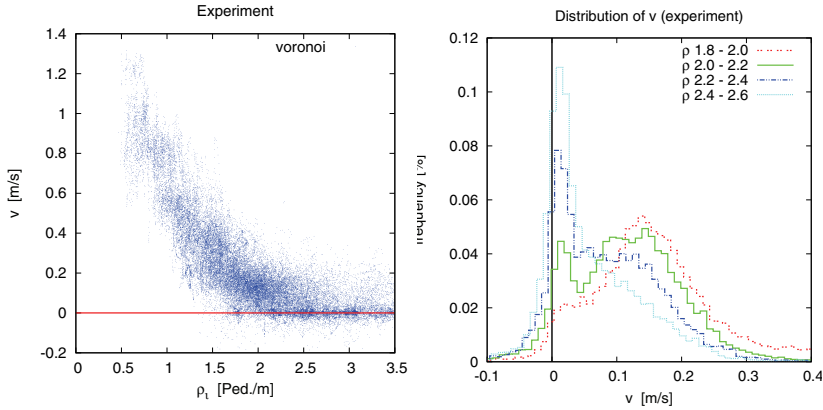 Experiment
voronoi
1.4
1.2
1
0.8
0.6
0.4
0.2
0
-0.2
v [m/s]
0
0.5
1
1.5
2
2.5
3
3.5
ρι [Ped./m]
Distribution of v (experiment)
ρ 1.8 - 2.0
ρ 2.0 - 2.2
ρ 2.2 - 2.4
ρ 2.4 - 2.6
0.12
0.1
0.08
0.06
0.04
0.02
0
frequency [%]
-0.1
0
0.1
0.2
0.3
0.4
v [m/s]